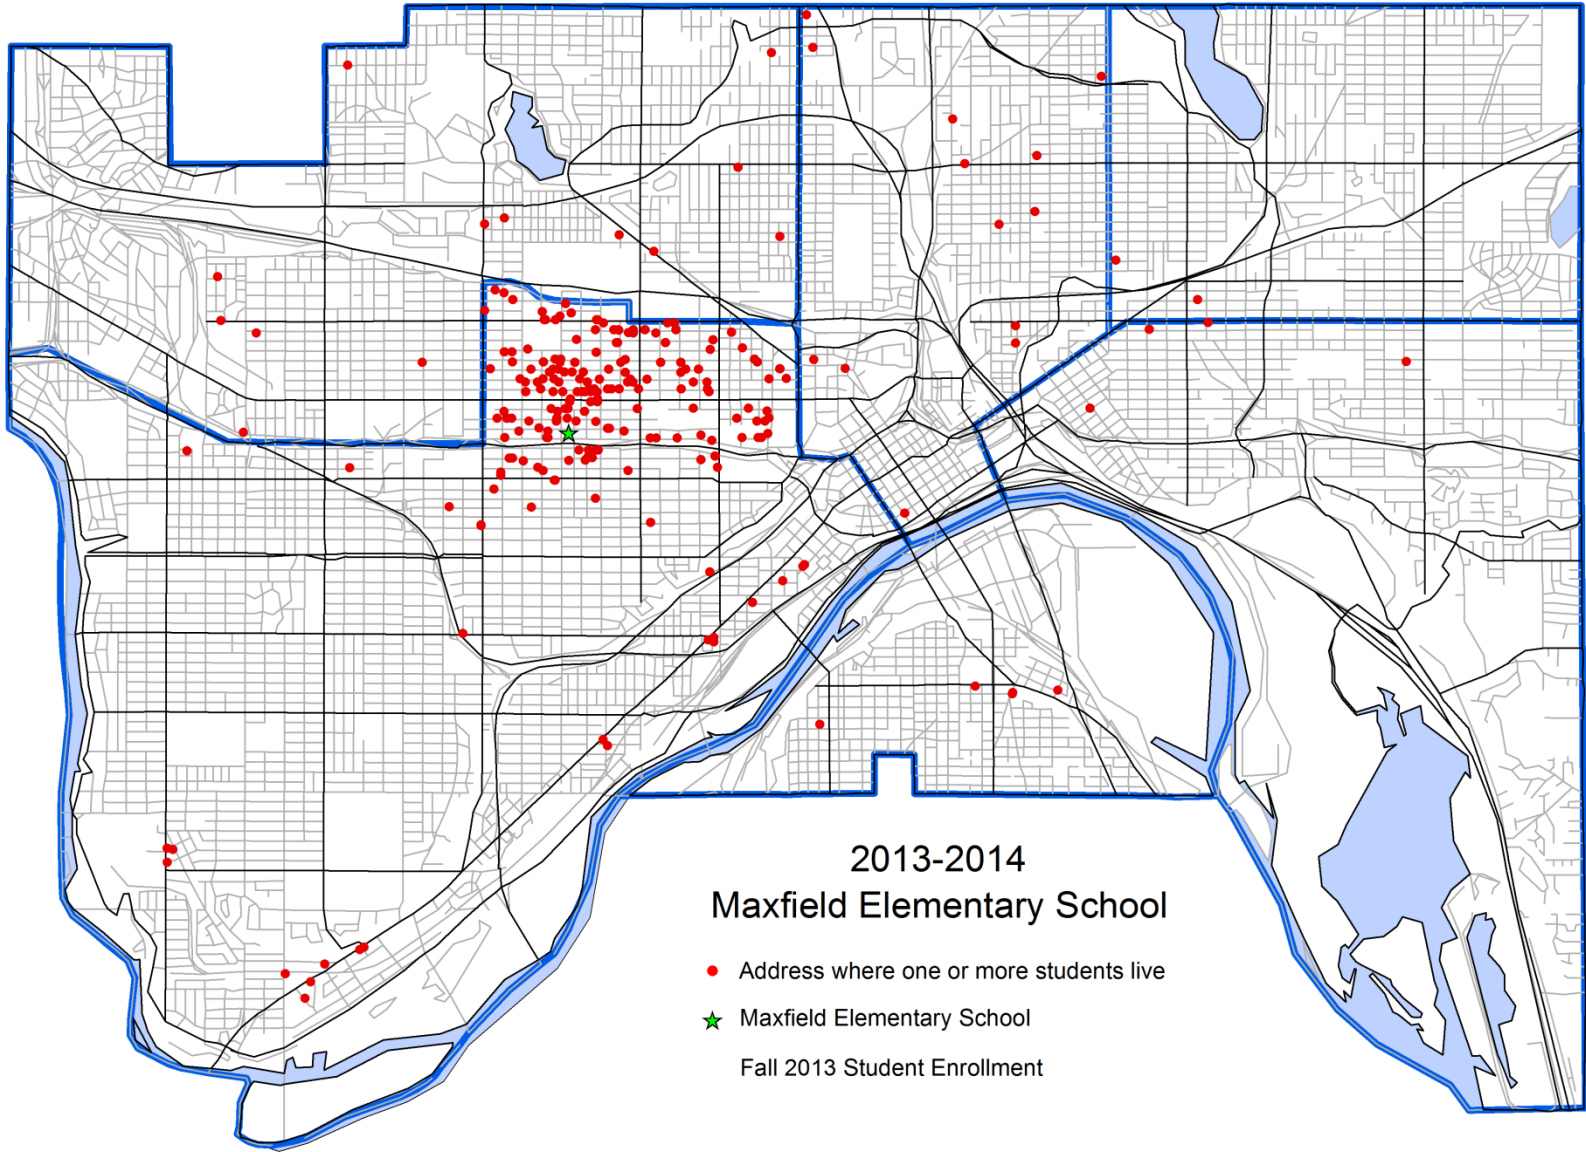 2013-2014
Maxfield Elementary School
Address where one or more students live
Maxfield Elementary School
Fall 2013 Student Enrollment